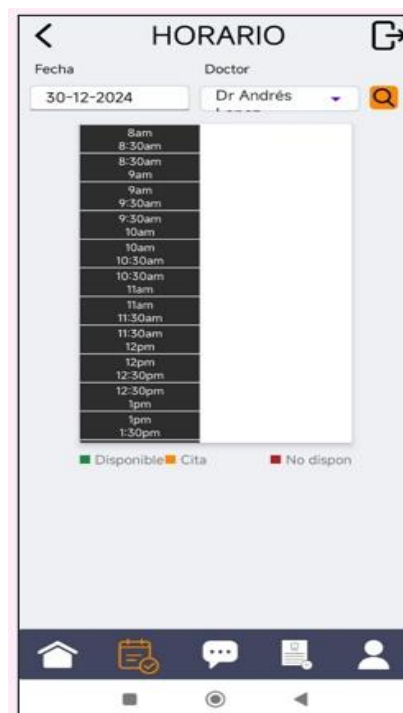 HORARIO
Fecha
Doctor
30-12-2024
Dr Andrés
8am
8:30am
8:30am
9am
9am
9:30am
9:30am
10am
10am
10:30am
10:30am
11am
11am
11:30am
11:30am
12pm
12pm
12:30pm
12:30pm
1pm
1pm
1:30pm
Disponible Cita No dispon